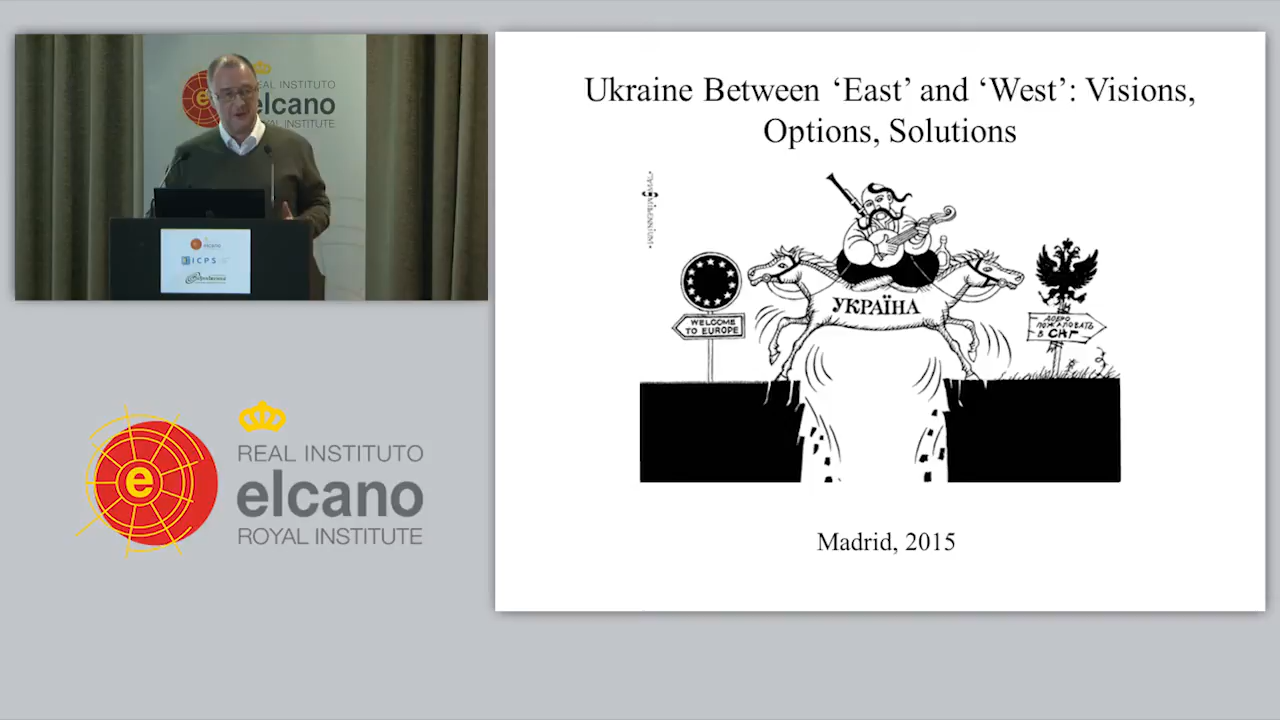 REAL INSTITUTO
elcano
ROYAL INSTITUTE
e
elcano
ICPS
Ukraine Between ‘East’ and ‘West’: Visions,
Options, Solutions
УКРАЇНА
WELCOME
TO EUROPE
ДОБРО
ПОЖАЛОВАТЬ
В СНГ
Madrid, 2015
e
REAL INSTITUTO
elcano
ROYAL INSTITUTE